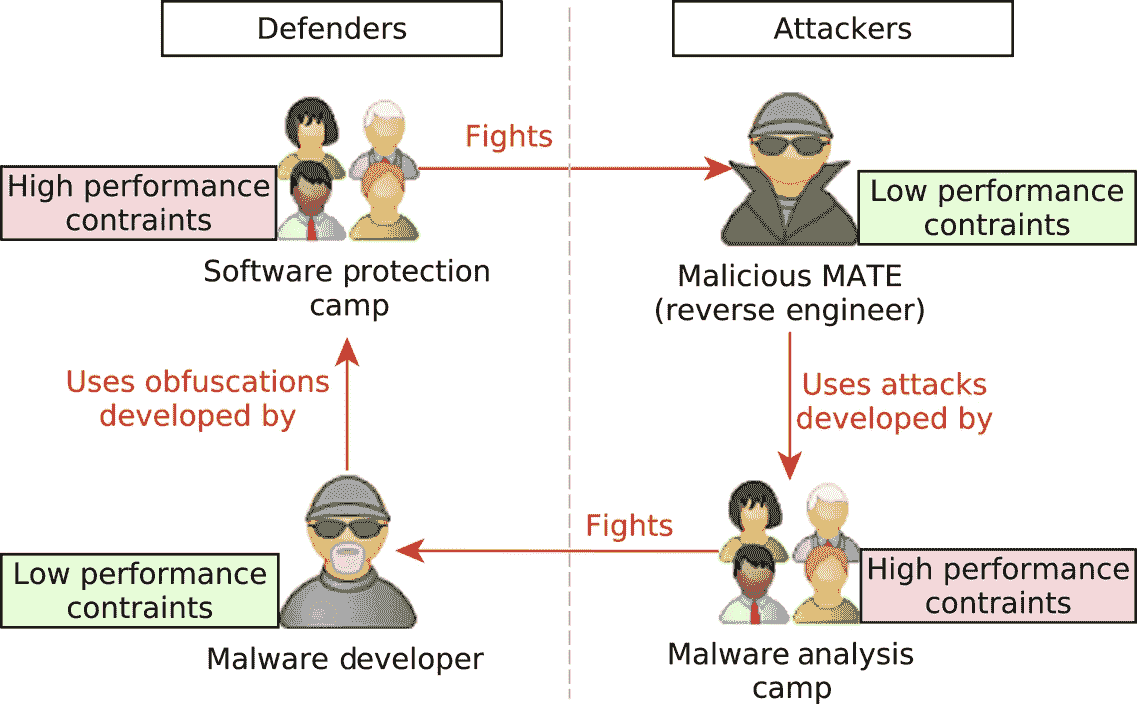 Defenders
Attackers
Fights
High performance
contraints
Low performance
contraints
Software protection
camp
Malicious MATE
(reverse engineer)
Uses obfuscations
developed by
Uses attacks
developed by
Fights
Low performance
contraints
High performance
contraints
Malware developer
Malware analysis
camp